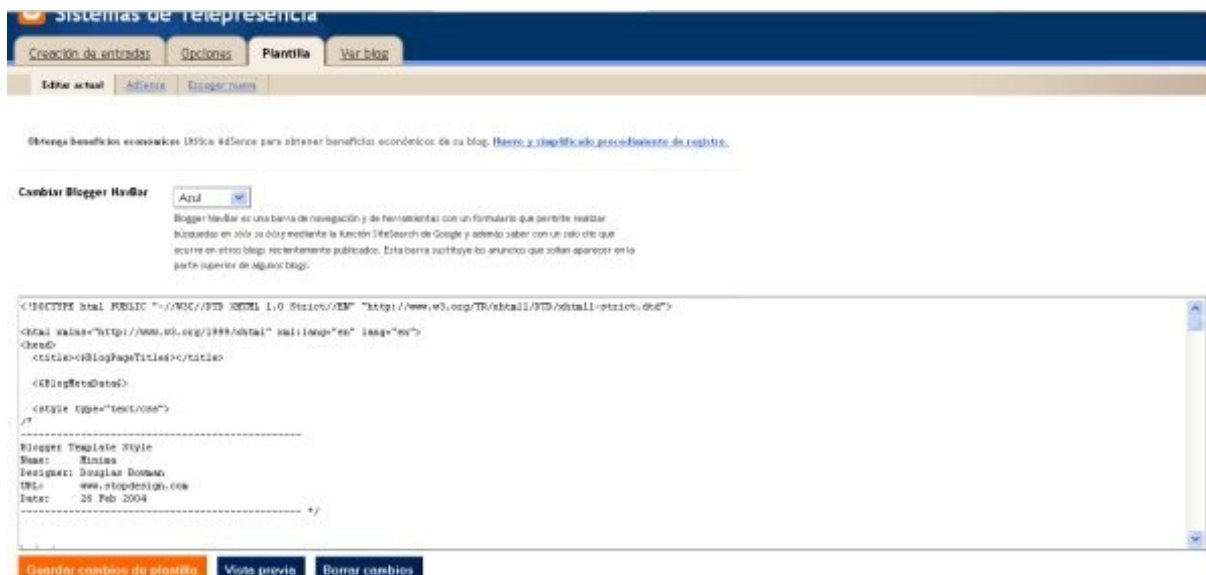 Sistemas de Telepresencia
Creación de entradas Opciones Plantilla Ver blog
Editar actual AdSense Escoger nueva
Obtenga beneficios económicos Utilice AdSense para obtener beneficios económicos de su blog. Nuevo y simplificado procedimiento de registro.
Cambiar Blogger NavBar Azul
Blogger NavBar es una barra de navegación y de herramientas con un formulario que permite realizar
búsquedas en sólo su blog mediante la función SiteSearch de Google y además saber con un solo clic qué
ocurre en otros blogs recientemente publicados. Esta barra sustituye los anuncios que solían aparecer en la
parte superior de algunos blogs.
<!DOCTYPE html PUBLIC "-//W3C//DTD XHTML 1.0 Strict//EN" "http://www.w3.org/TR/xhtml1/DTD/xhtml1-strict.dtd">
<html xmlns="http://www.w3.org/1999/xhtml" xml:lang="en" lang="en">
<head>
<title><$BlogPageTitle$></title>
<$BlogMetaData$>
<style type="text/css">
/*
-----------------------------------------------
Blogger Template Style
Name: Minima
Designer: Douglas Bowman
URL: www.stopdesign.com
Date: 26 Feb 2004
----------------------------------------------- */
Guardar cambios de plantilla Vista previa Borrar cambios